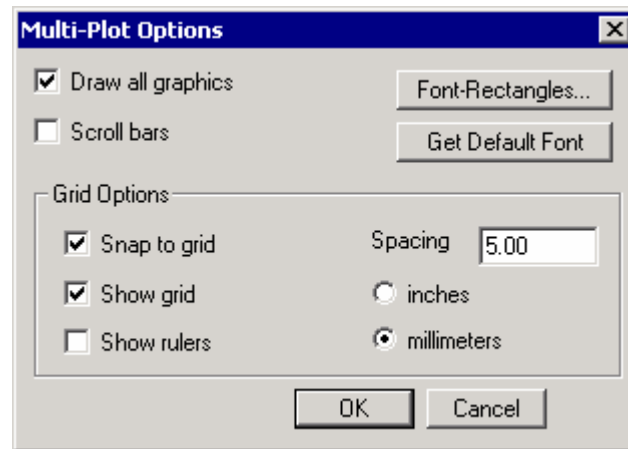 Multi-Plot Options
Draw all graphics
Font-Rectangles...
Scroll bars
Get Default Font
Grid Options
Snap to grid
Spacing
5.00
Show grid
inches
Show rulers
millimeters
OK
Cancel